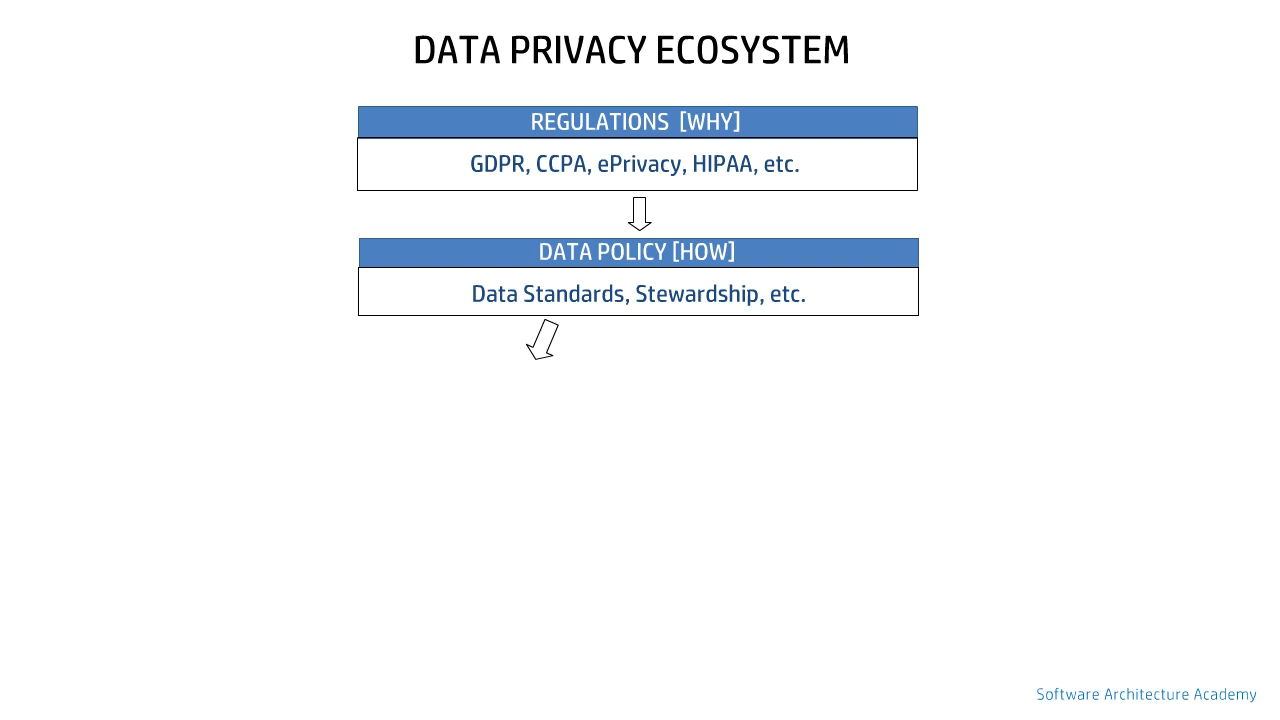 DATA PRIVACY ECOSYSTEM
REGULATIONS [WHY]
GDPR, CCPA, ePrivacy, HIPAA, etc.
DATA POLICY [HOW]
Data Standards, Stewardship, etc.
Software Architecture Academy